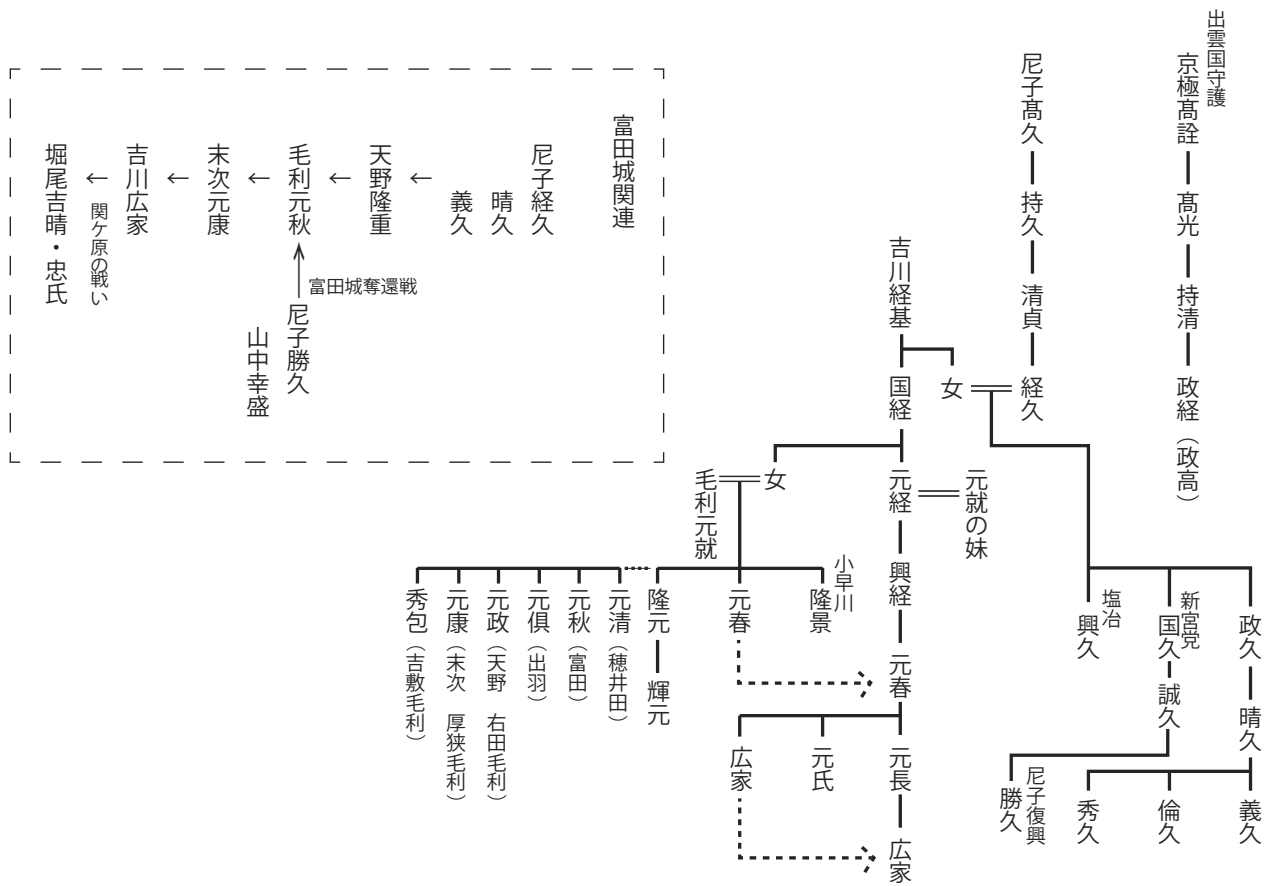 出雲国守護
京極髙詮
髙光
持清
政経(政高)
尼子髙久
持久
清貞
経久
女
吉川経基
国経
女
毛利元就
元経
元就の妹
興経
元春
元長
元氏
広家
広家
塩冶
興久
新宮党
国久
誠久
尼子復興
勝久
政久
晴久
義久
倫久
秀久
小早川
隆景
元春
隆元
輝元
元清(穂井田)
元秋(富田)
元倶(出羽)
元政(天野 右田毛利)
元康(末次 厚狭毛利)
秀包(吉敷毛利)
富田城関連
尼子経久
晴久
義久
←
天野隆重
←
毛利元秋
富田城奪還戦
尼子勝久
山中幸盛
←
末次元康
←
吉川広家
←
関ケ原の戦い
堀尾吉晴・忠氏